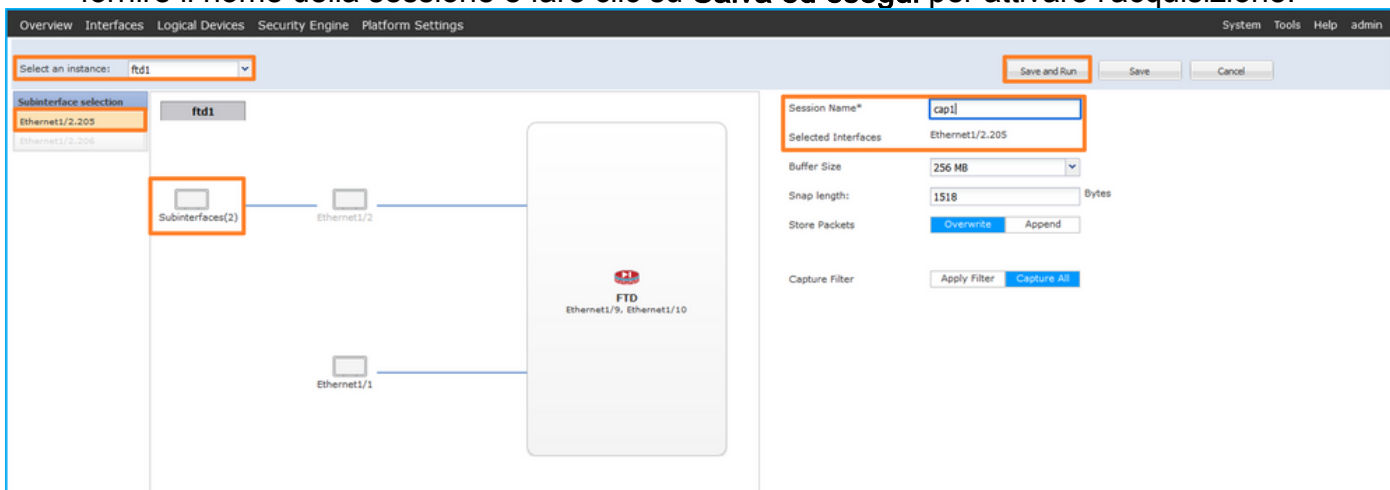 fornire il nome della sessione e fare clic su Salva ed esegui per attivare l'acquisizione.
Overview Interfaces Logical Devices Security Engine Platform Settings System Tools Help admin
Select an instance: ftd1 Save and Run Save Cancel
Subinterface selection
Ethernet1/2.205
Ethernet1/2.206
ftd1
Subinterfaces(2)
Ethernet1/2
FTD
Ethernet1/9, Ethernet1/10
Ethernet1/1
Session Name* cap1
Selected Interfaces Ethernet1/2.205
Buffer Size 256 MB
Snap length: 1518 Bytes
Store Packets Overwrite Append
Capture Filter Apply Filter Capture All